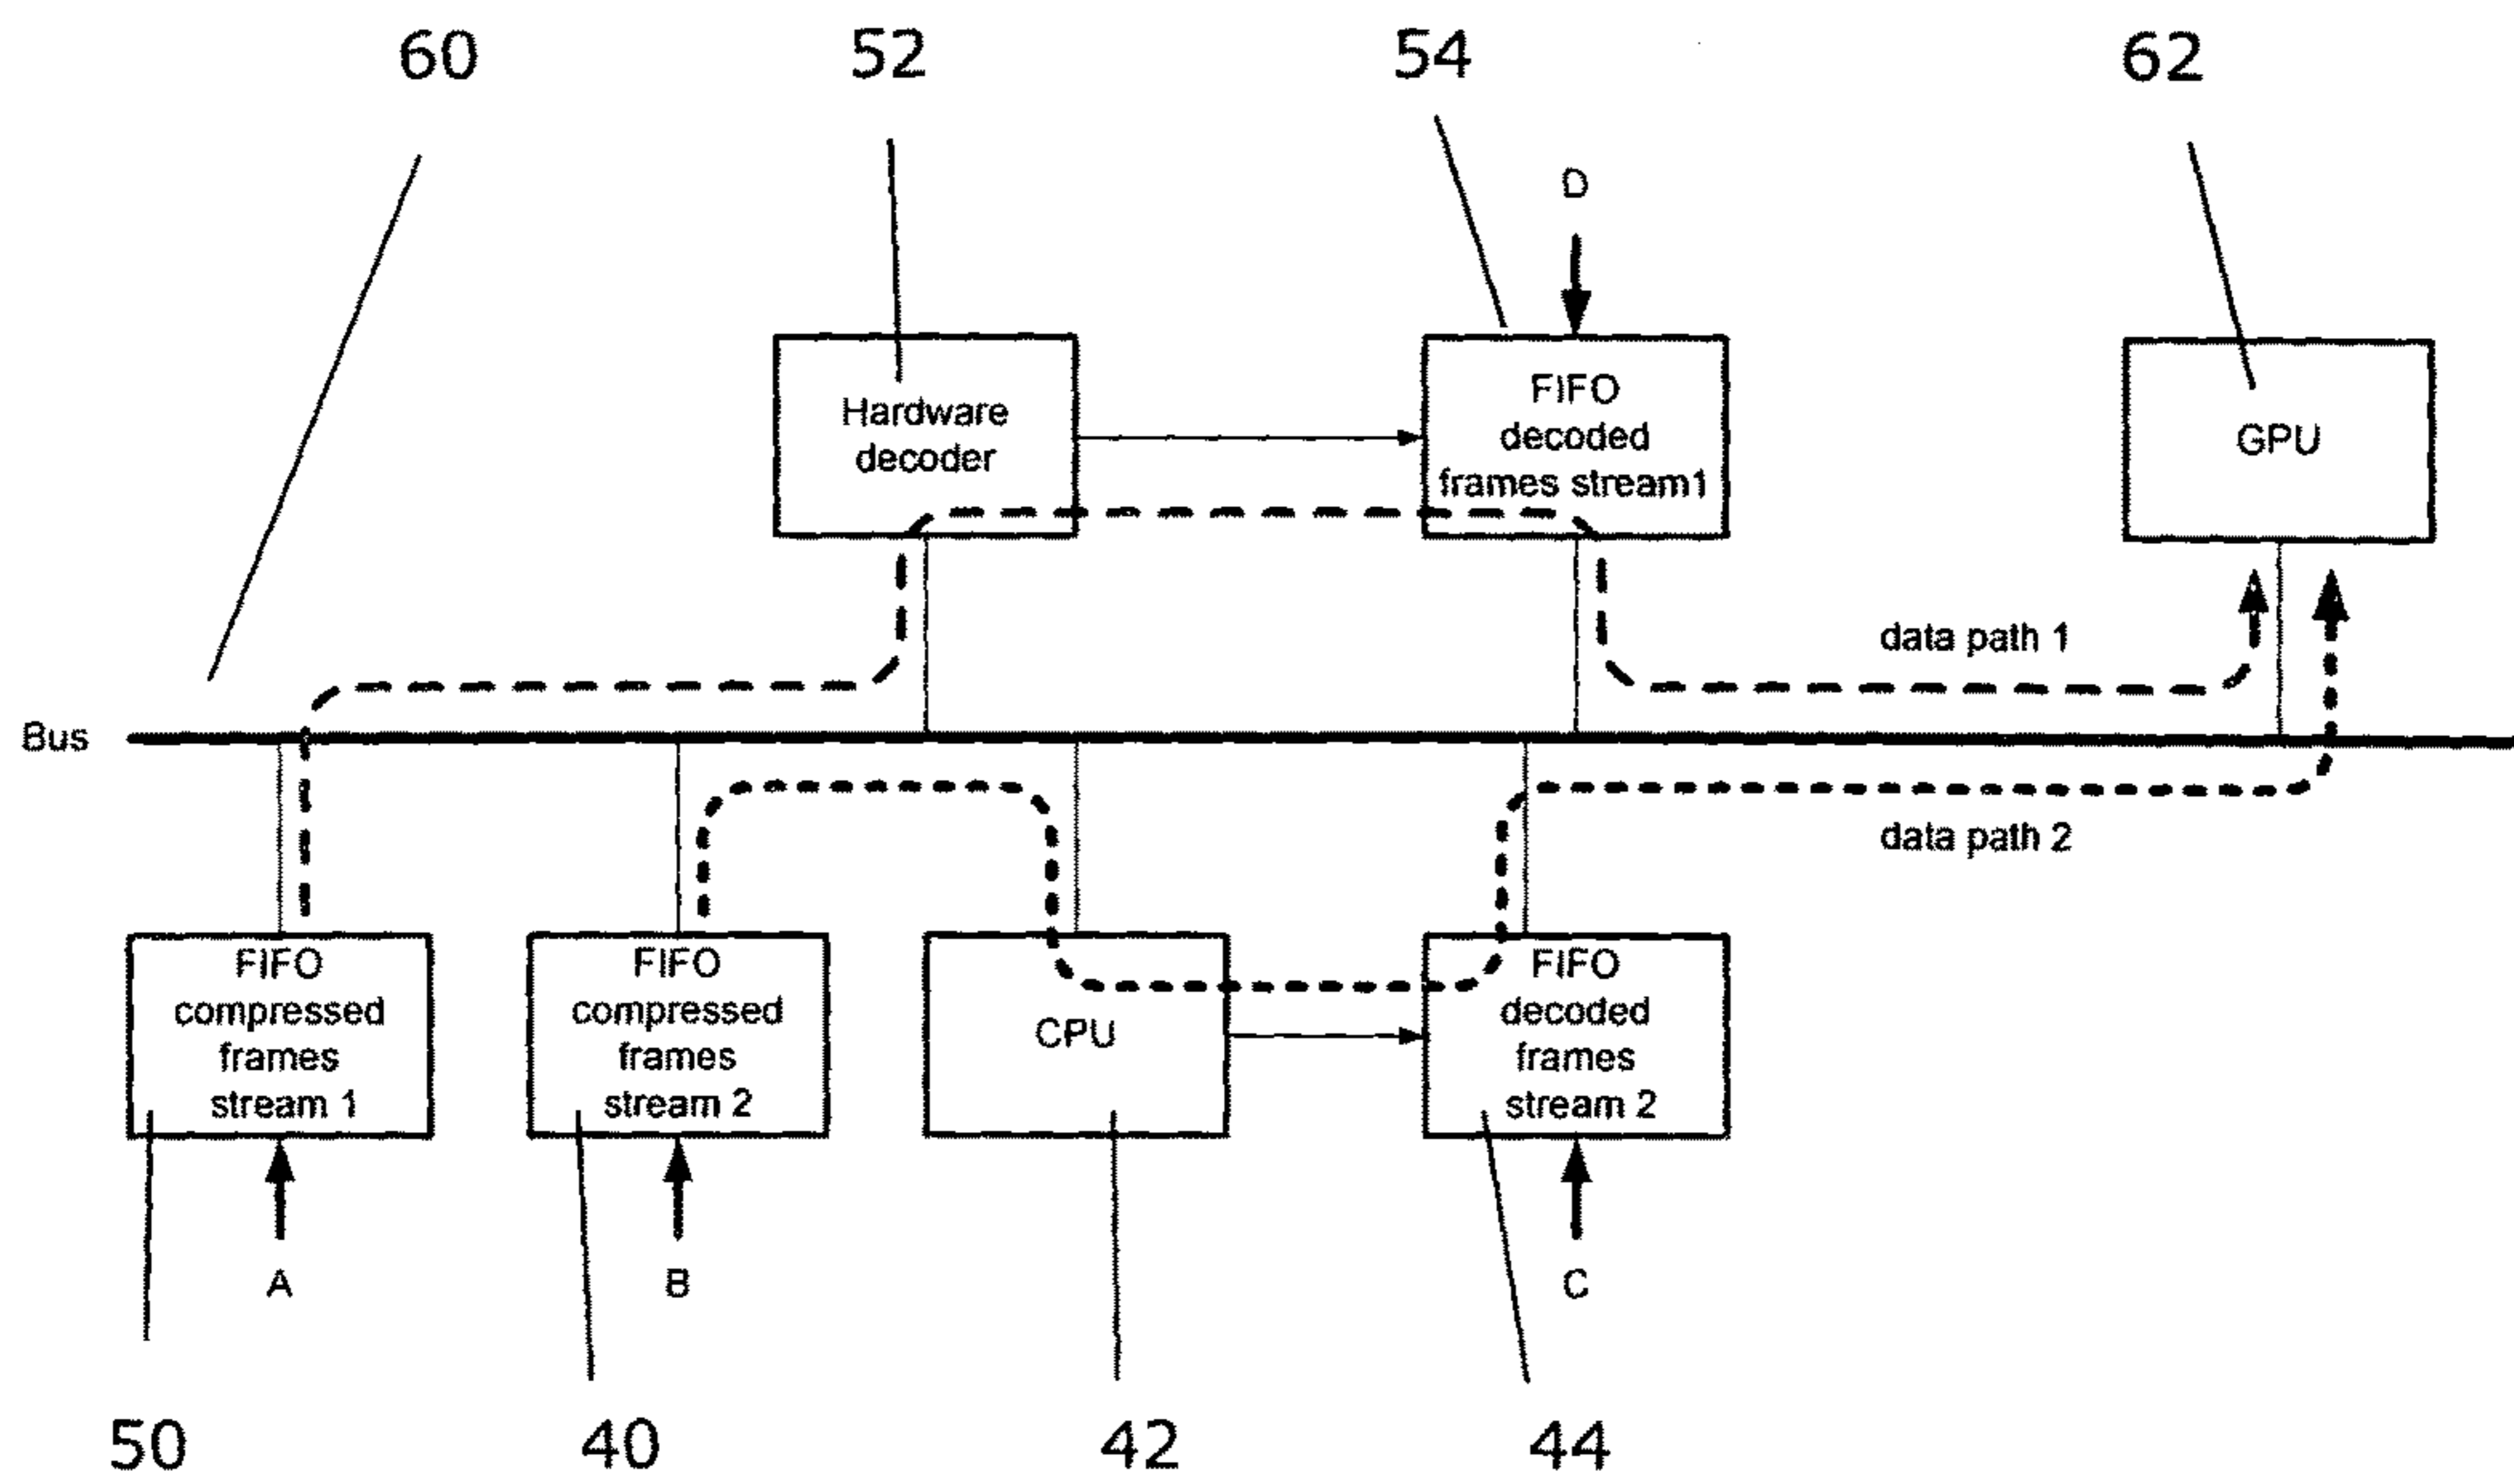 60
52
54
62
D
Hardware
decoder
FIFO
decoded
frames stream1
GPU
data path 1
Bus
data path 2
FIFO
compressed
frames
stream 1
FIFO
compressed
frames
stream 2
CPU
FIFO
decoded
frames
stream 2
A
B
C
50
40
42
44